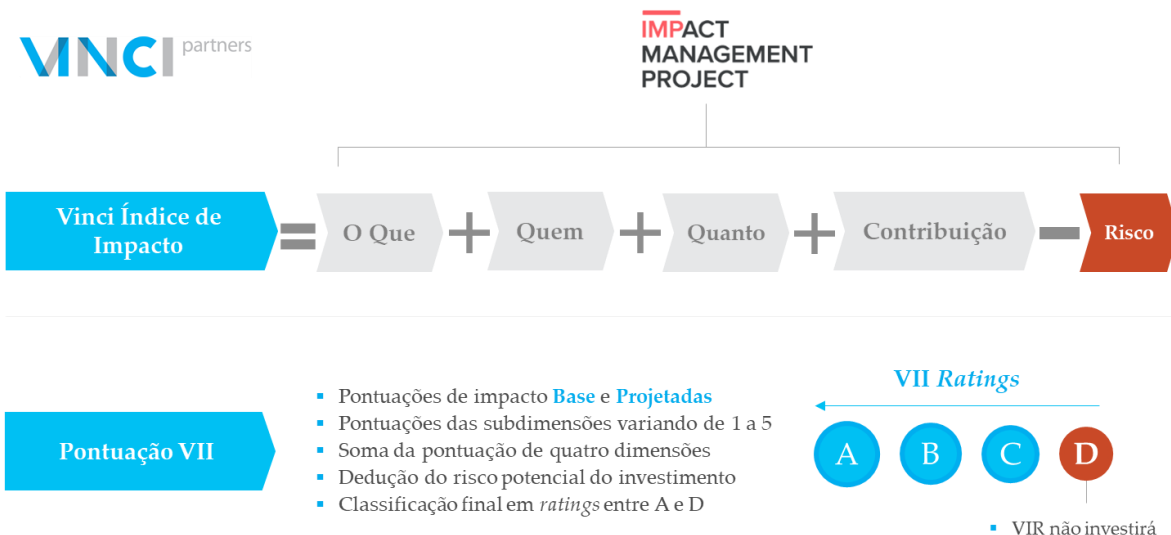 VINCI partners
IMPACT
MANAGEMENT
PROJECT
Vinci Índice de
Impacto
=
O Que
+
Quem
+
Quanto
+
Contribuição
−
Risco
Pontuação VII
▪ Pontuações de impacto Base e Projetadas
▪ Pontuações das subdimensões variando de 1 a 5
▪ Soma da pontuação de quatro dimensões
▪ Dedução do risco potencial do investimento
▪ Classificação final em ratings entre A e D
VII Ratings
A B C D
▪ VIR não investirá